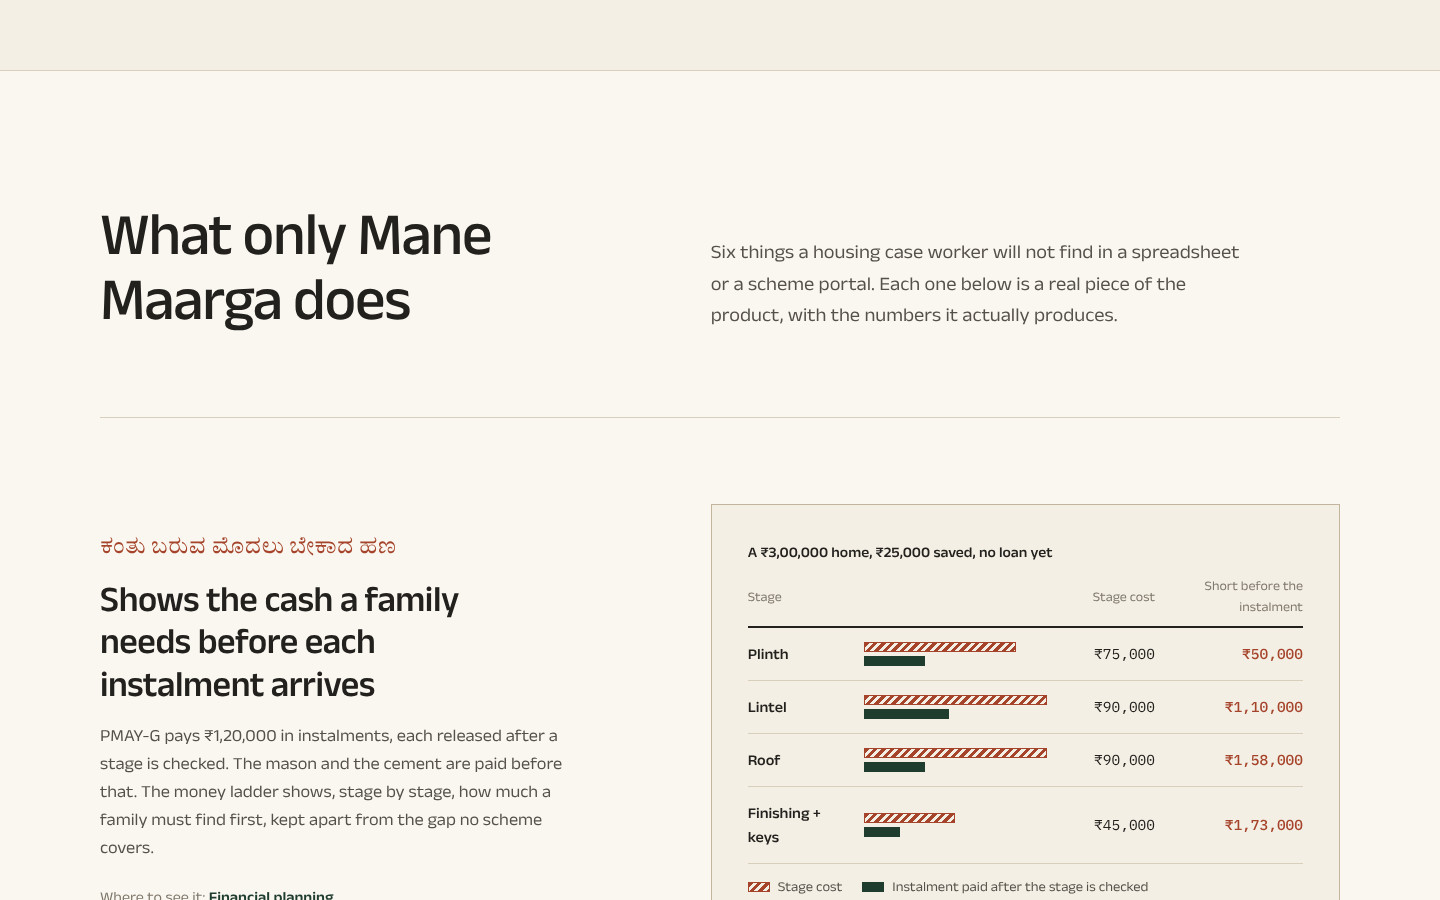 What only Mane
Maarga does
Six things a housing case worker will not find in a spreadsheet
or a scheme portal. Each one below is a real piece of the
product, with the numbers it actually produces.
ಕಂತು ಬರುವ ಮೊದಲು ಬೇಕಾದ ಹಣ
Shows the cash a family
needs before each
instalment arrives
PMAY-G pays ₹1,20,000 in instalments, each released after a
stage is checked. The mason and the cement are paid before
that. The money ladder shows, stage by stage, how much a
family must find first, kept apart from the gap no scheme
covers.
Where to see it: Financial planning
A ₹3,00,000 home, ₹25,000 saved, no loan yet
Stage Stage cost Short before the
instalment
Plinth ₹75,000 ₹50,000
Lintel ₹90,000 ₹1,10,000
Roof ₹90,000 ₹1,58,000
Finishing +
keys ₹45,000 ₹1,73,000
Stage cost Instalment paid after the stage is checked